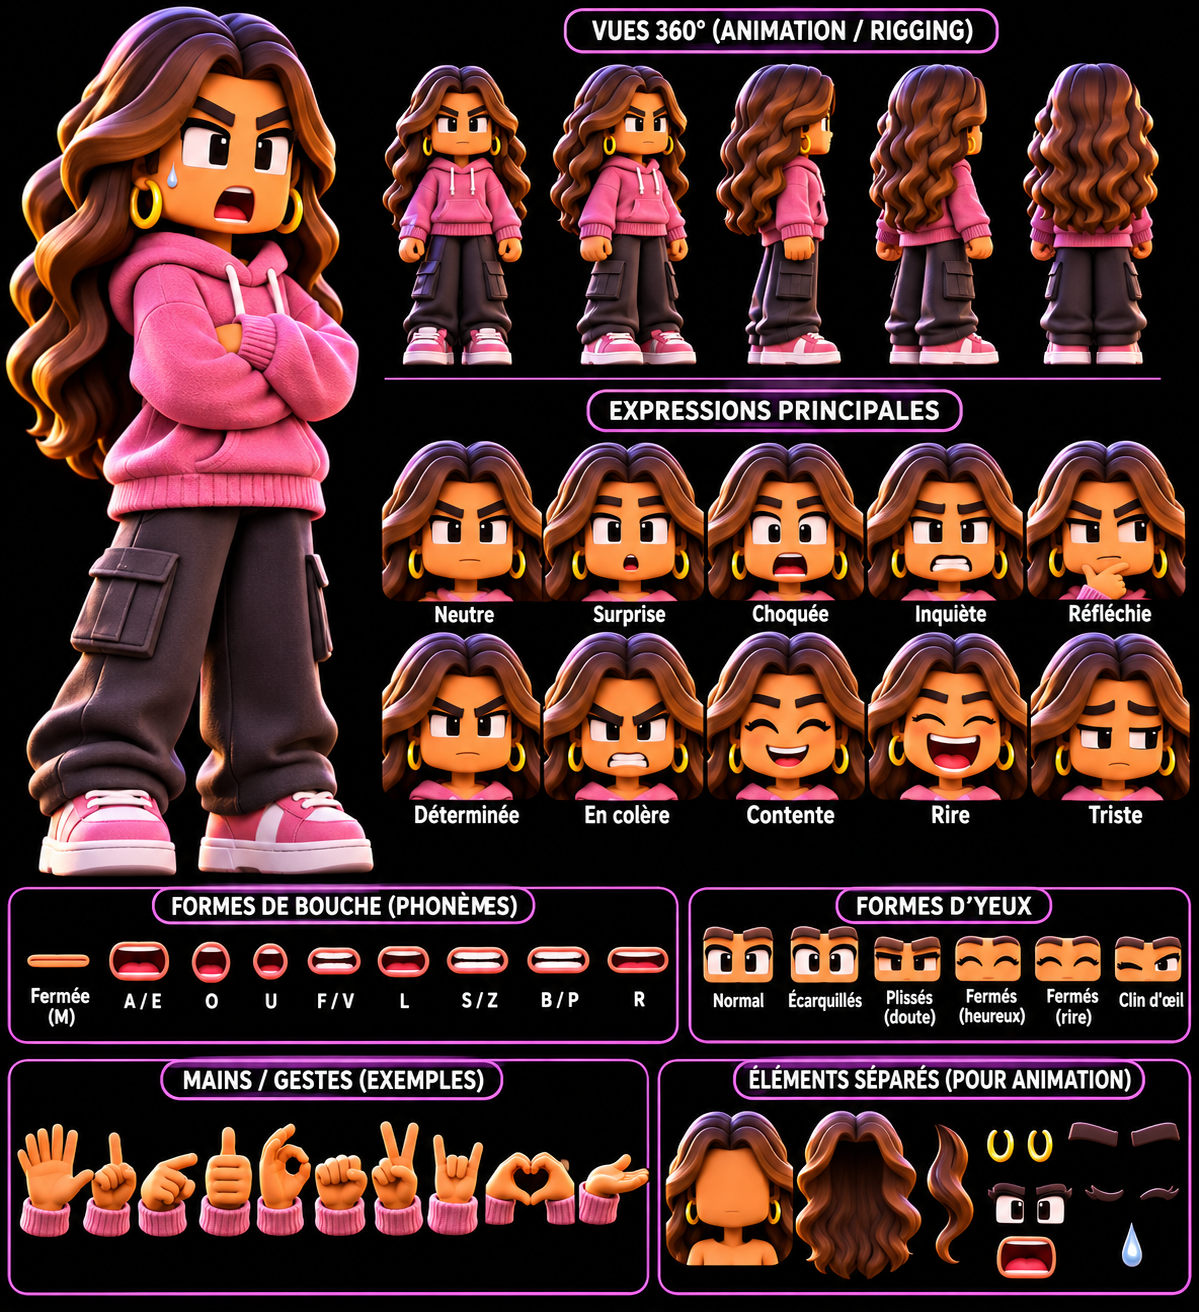 VUES 360° (ANIMATION / RIGGING)
EXPRESSIONS PRINCIPALES
Neutre
Surprise
Choquée
Inquiète
Réfléchie
Déterminée
En colère
Contente
Rire
Triste
FORMES DE BOUCHE (PHONÈMES)
Fermée
(M)
A / E
O
U
F / V
L
S / Z
B / P
R
FORMES D'YEUX
Normal
Écarquillés
Plissés
(doute)
Fermés
(heureux)
Fermés
(rire)
Clin d'œil
MAINS / GESTES (EXEMPLES)
ÉLÉMENTS SÉPARÉS (POUR ANIMATION)